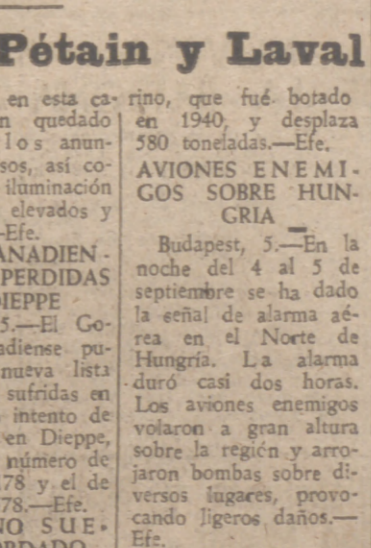 Pétain y Laval
en esta ca-
n quedado
los anun-
sos, así co-
iluminación
elevados y
-Efe.
ANADIEN-
PERDIDAS
DIEPPE
5.—El Go-
adiense pu-
nueva lista
sufridas en
intento de
en Dieppe,
número de
178 y el de
78.—Efe.
NO SUE-
ORDADO
rino, que fué botado
en 1940, y desplaza
580 toneladas.—Efe.
AVIONES ENEMI-
GOS SOBRE HUN-
GRIA
Budapest, 5.—En la
noche del 4 al 5 de
septiembre se ha dado
la señal de alarma aé-
rea en el Norte de
Hungría. La alarma
duró casi dos horas.
Los aviones enemigos
volaron a gran altura
sobre la región y arro-
jaron bombas sobre di-
versos lugares, provo-
cando ligeros daños.—
Efe.